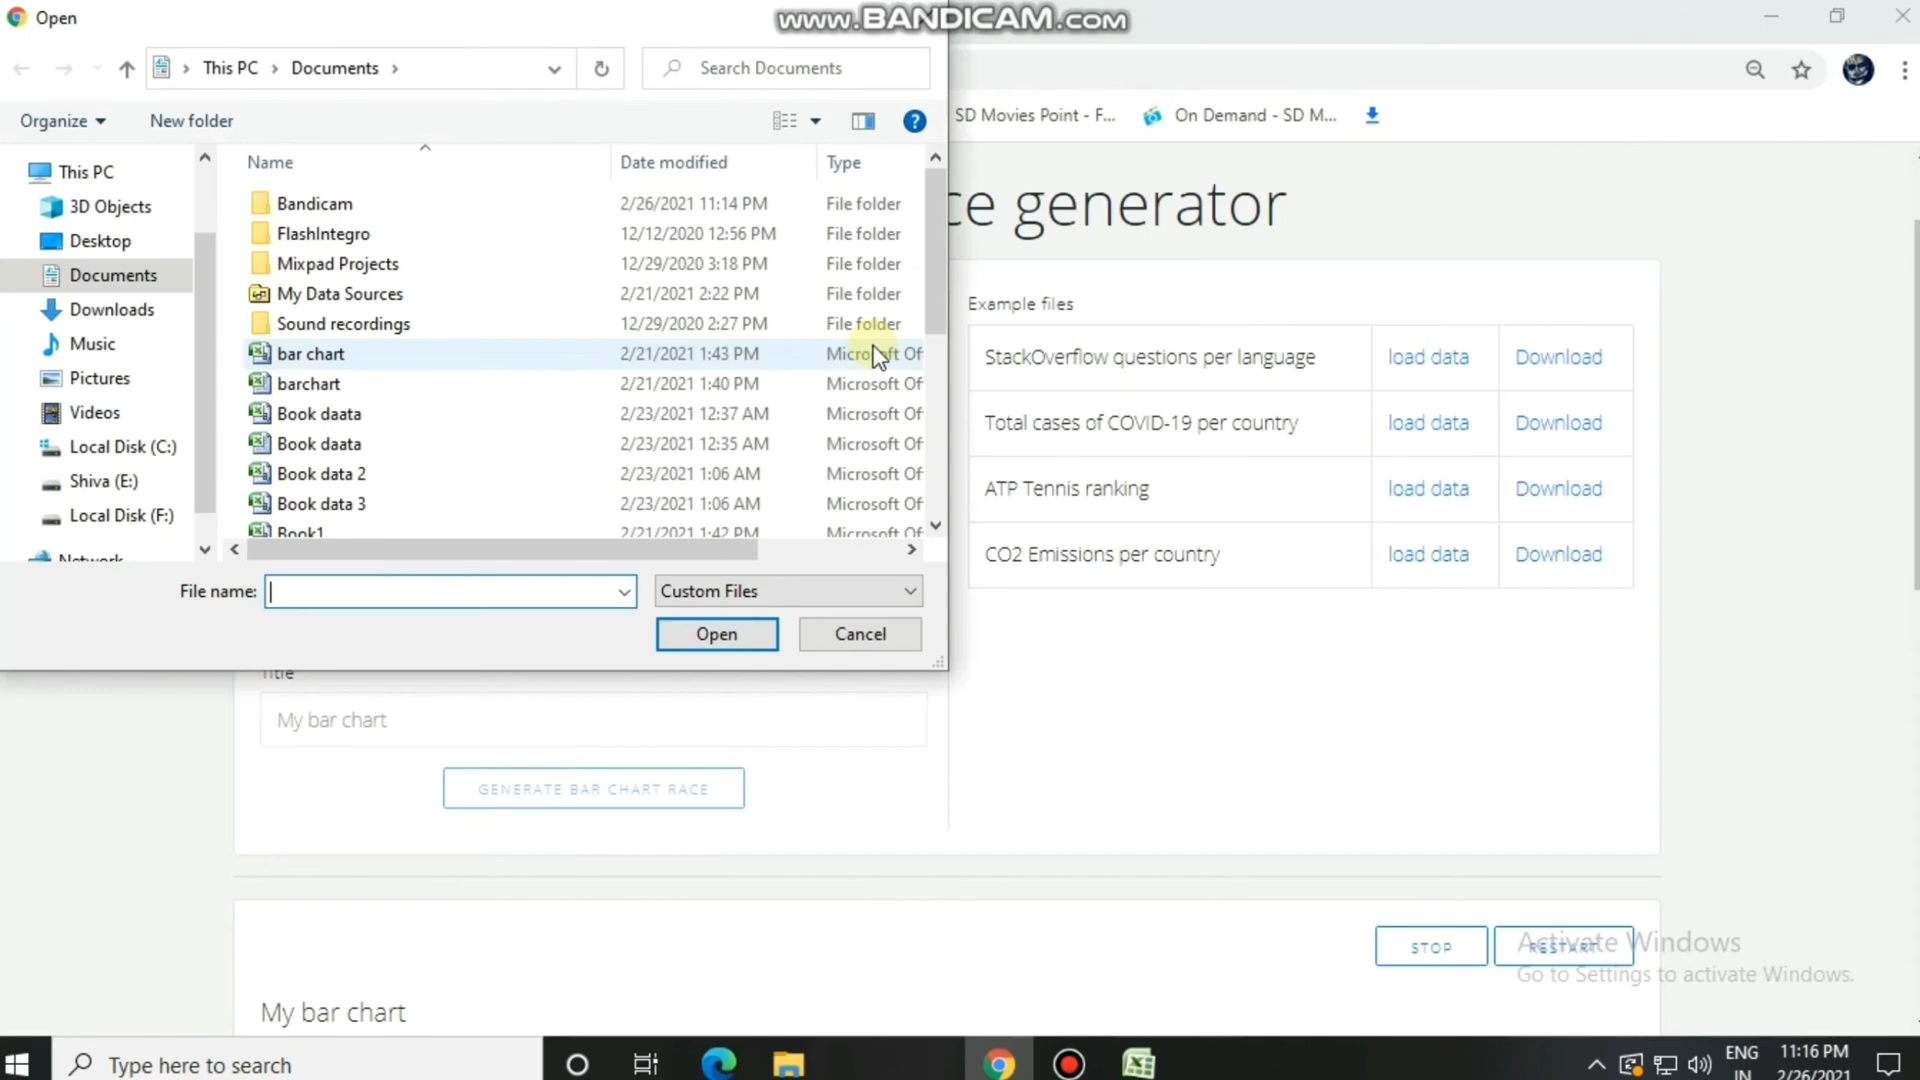 Open
www.BANDICAM.com
This PC
Documents
Search Documents
Organize
New folder
SD Movies Point - F...
On Demand - SD M...
This PC
3D Objects
Desktop
Documents
Downloads
Music
Pictures
Videos
Local Disk (C:)
Shiva (E:)
Local Disk (F:)
Network
Name Date modified Type
Bandicam 2/26/2021 11:14 PM File folder
FlashIntegro 12/12/2020 12:56 PM File folder
Mixpad Projects 12/29/2020 3:18 PM File folder
My Data Sources 2/21/2021 2:22 PM File folder
Sound recordings 12/29/2020 2:27 PM File folder
bar chart 2/21/2021 1:43 PM Microsoft Of
barchart 2/21/2021 1:40 PM Microsoft Of
Book daata 2/23/2021 12:37 AM Microsoft Of
Book daata 2/23/2021 12:35 AM Microsoft Of
Book data 2 2/23/2021 1:06 AM Microsoft Of
Book data 3 2/23/2021 1:06 AM Microsoft Of
Book1 2/21/2021 1:42 PM Microsoft Of
File name:
Custom Files
Open
Cancel
ce generator
Example files
StackOverflow questions per language load data Download
Total cases of COVID-19 per country load data Download
ATP Tennis ranking load data Download
CO2 Emissions per country load data Download
Title
My bar chart
GENERATE BAR CHART RACE
STOP
RESTART
Activate Windows
Go to Settings to activate Windows.
My bar chart
Type here to search
ENG
IN
11:16 PM
2/26/2021